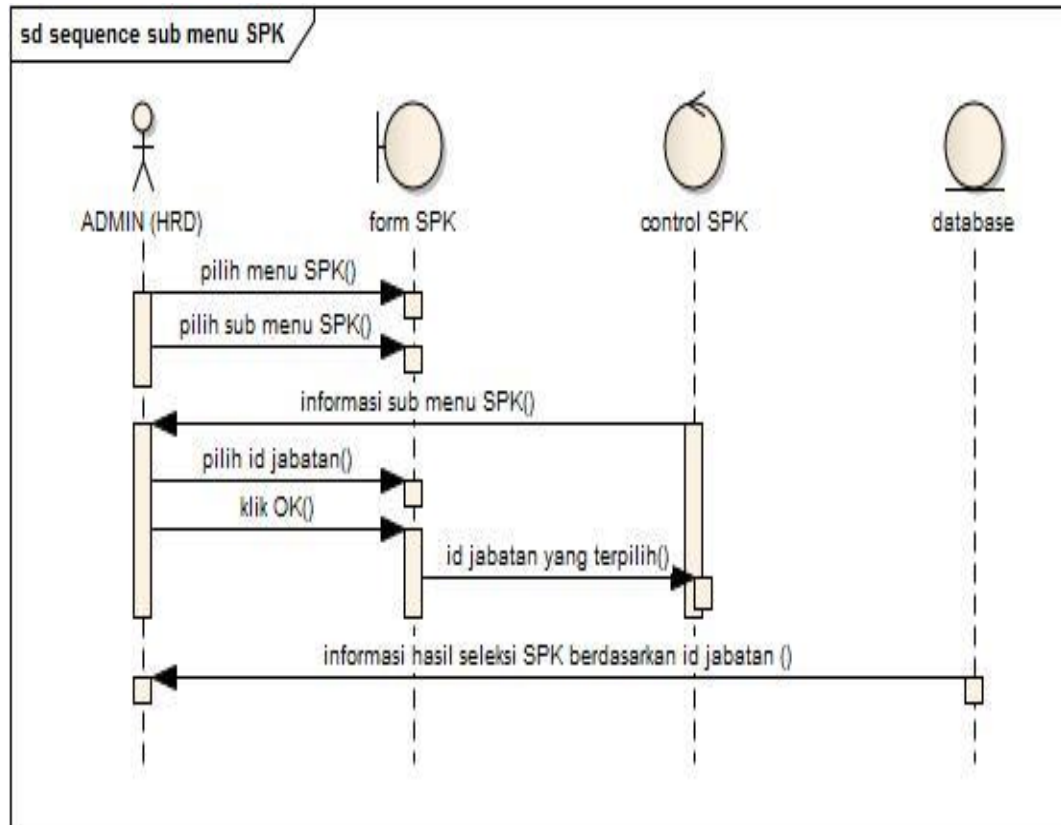 sd sequence sub menu SPK
ADMIN (HRD)
form SPK
control SPK
database
pilih menu SPK()
pilih sub menu SPK()
informasi sub menu SPK()
pilih id jabatan()
klik OK()
id jabatan yang terpilih()
informasi hasil seleksi SPK berdasarkan id jabatan ()